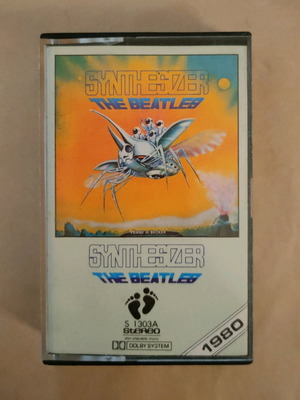 SYNTHESIZER
THE BEATLES
SYNTHESIZER
THE BEATLES
S 1303A
STEREO
DOLBY SYSTEM
1980